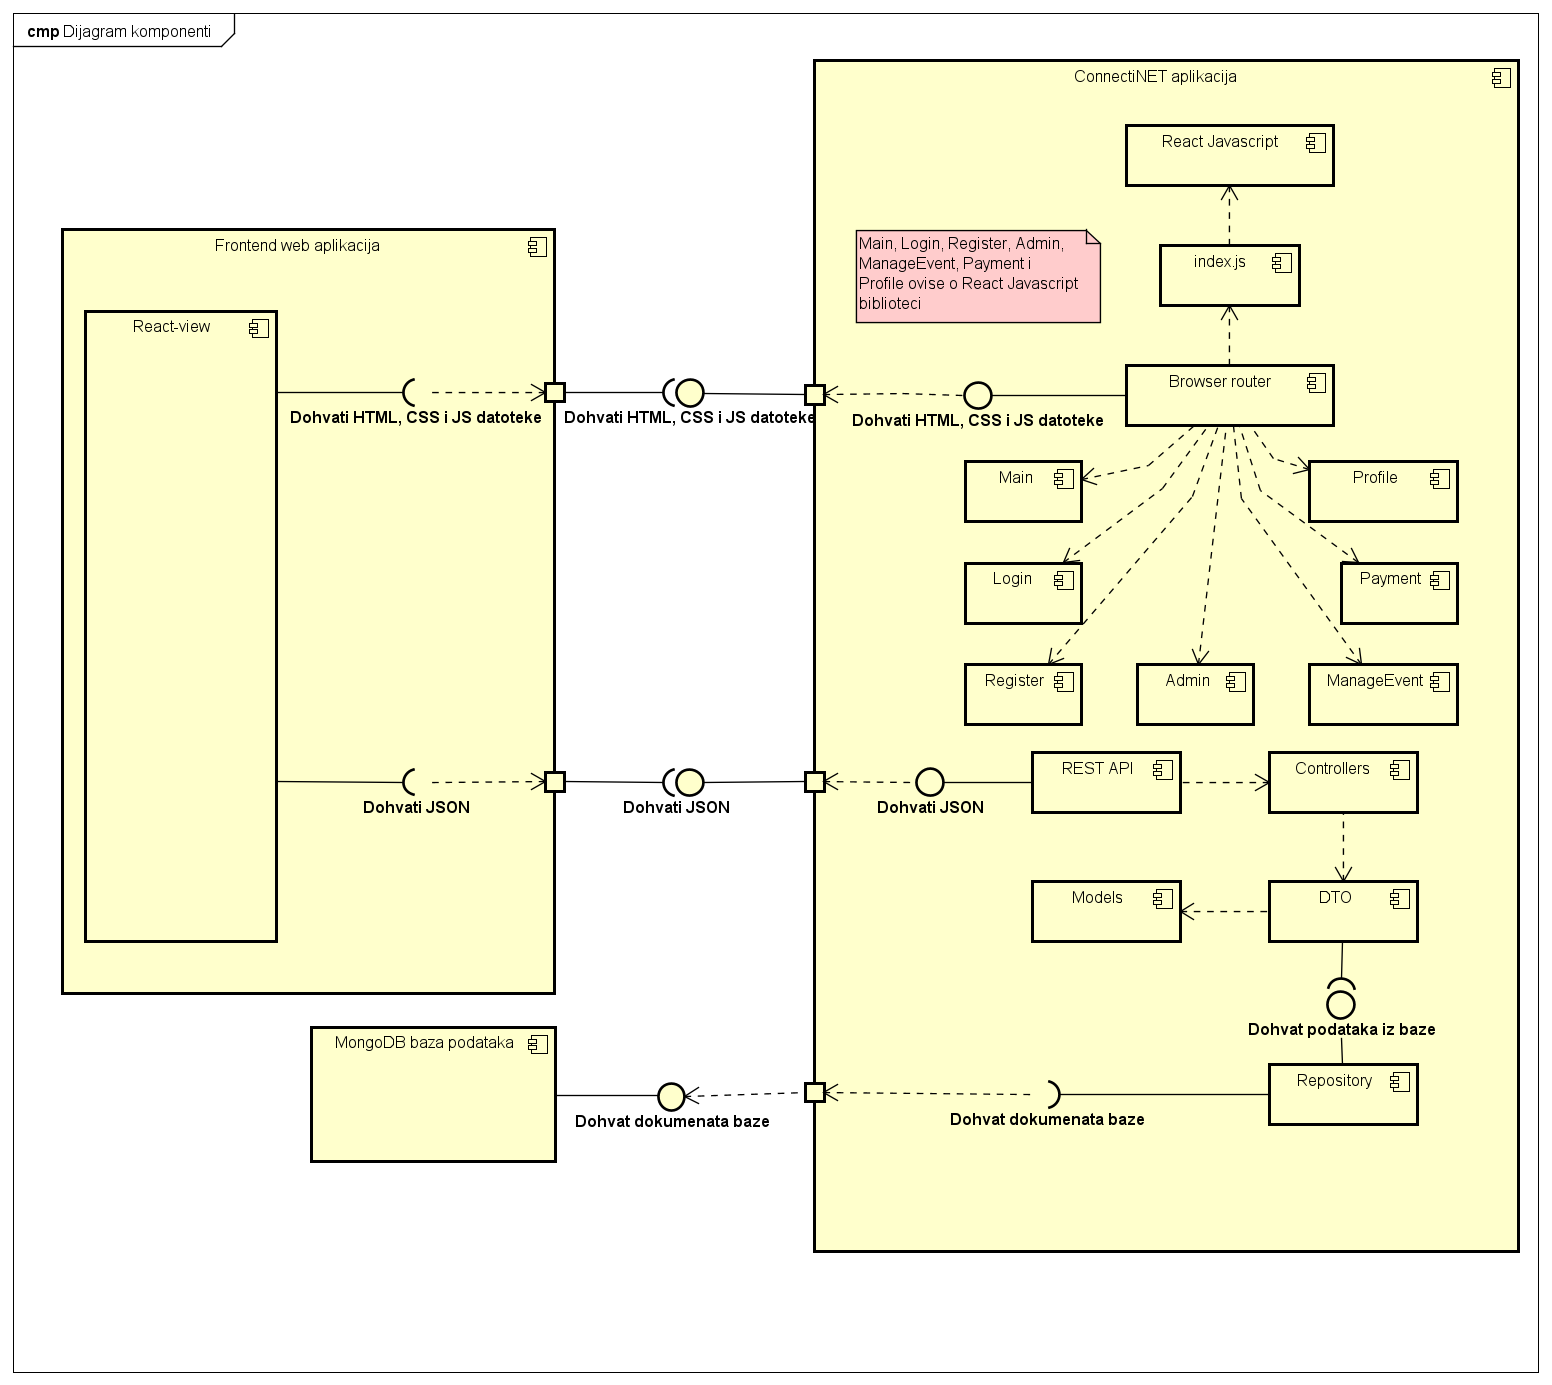 cmp Dijagram komponenti
ConnectiNET aplikacija
React Javascript
Frontend web aplikacija
Main, Login, Register, Admin,
ManageEvent, Payment i
Profile ovise o React Javascript
biblioteci
index.js
React-view
Browser router
Dohvati HTML, CSS i JS datoteke
Dohvati HTML, CSS i JS datoteke
Dohvati HTML, CSS i JS datoteke
Main
Profile
Login
Payment
Register
Admin
ManageEvent
REST API
Controllers
Dohvati JSON
Dohvati JSON
Dohvati JSON
Models
DTO
Dohvat podataka iz baze
MongoDB baza podataka
Repository
Dohvat dokumenata baze
Dohvat dokumenata baze